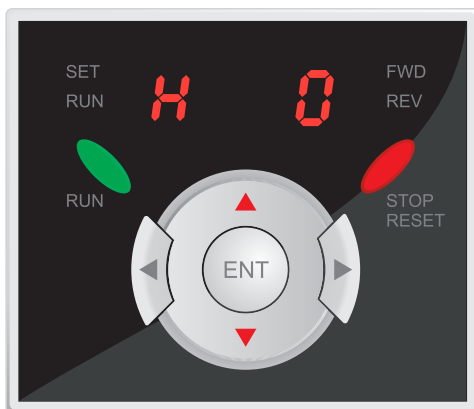 SET
RUN
H 0
FWD
REV
RUN
STOP
RESET
ENT